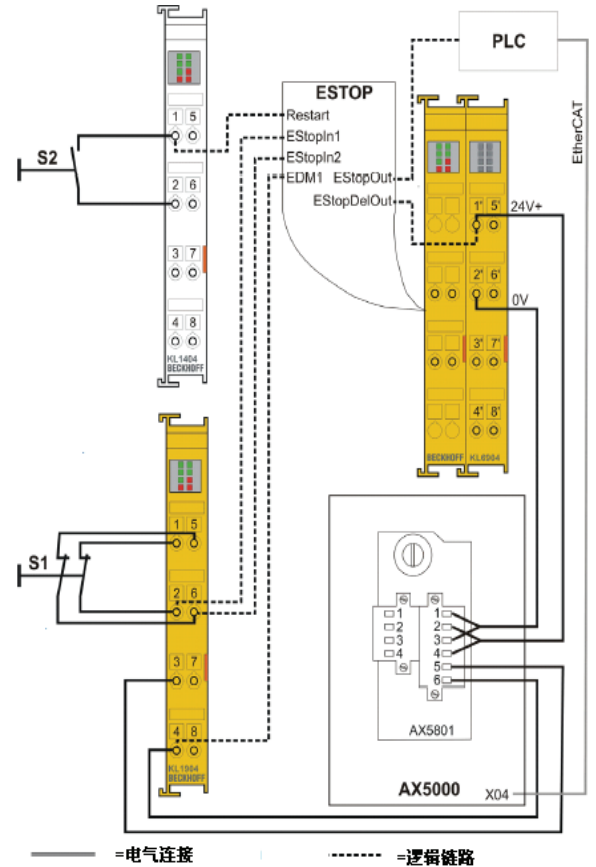 PLC
EtherCAT
ESTOP
Restart
EStopIn1
EStopIn2
EDM1 EStopOut
EStopDelOut
S2
1 5
2 6
3 7
4 8
KL1404
BECKHOFF
1' 5'
24V+
2' 6'
0V
3' 7'
4' 8'
BECKHOFF KL6904
S1
1 5
2 6
3 7
4 8
KL1904
BECKHOFF
1
2
3
4
1
2
3
4
5
6
AX5801
AX5000
X04
=电气连接
=逻辑链路